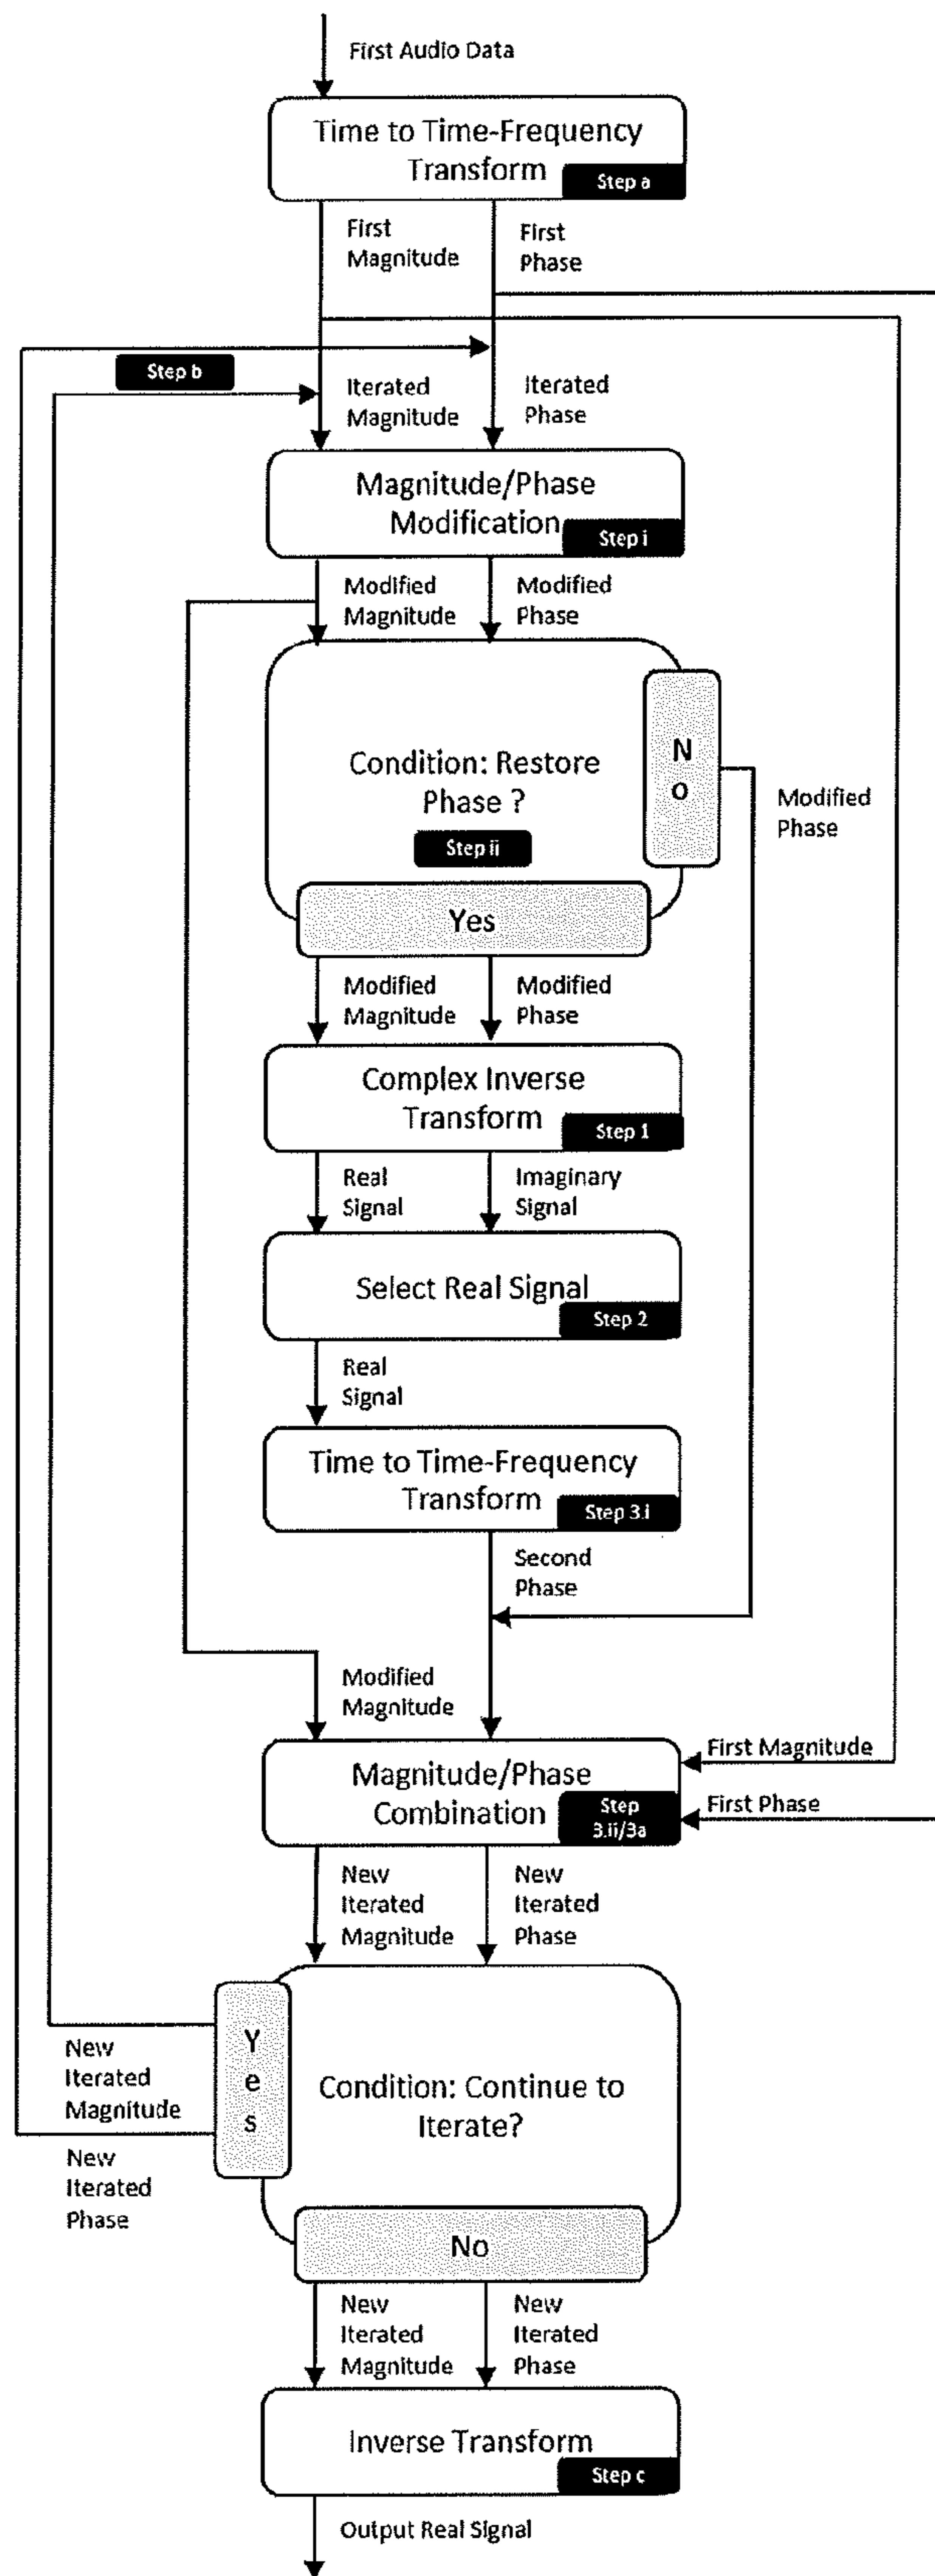 First Audio Data
Time to Time-Frequency
Transform
Step a
First
Magnitude
First
Phase
Step b
Iterated
Magnitude
Iterated
Phase
Magnitude/Phase
Modification
Step i
Modified
Magnitude
Modified
Phase
Condition: Restore
Phase ?
Step ii
N
o
Modified
Phase
Yes
Modified
Magnitude
Modified
Phase
Complex Inverse
Transform
Step 1
Real
Signal
Imaginary
Signal
Select Real Signal
Step 2
Real
Signal
Time to Time-Frequency
Transform
Step 3.i
Second
Phase
Modified
Magnitude
First Magnitude
Magnitude/Phase
Combination
Step
3.ii/3a
First Phase
New
Iterated
Magnitude
New
Iterated
Phase
Y
e
s
New
Iterated
Magnitude
Condition: Continue to
Iterate?
New
Iterated
Phase
No
New
Iterated
Magnitude
New
Iterated
Phase
Inverse Transform
Step c
Output Real Signal